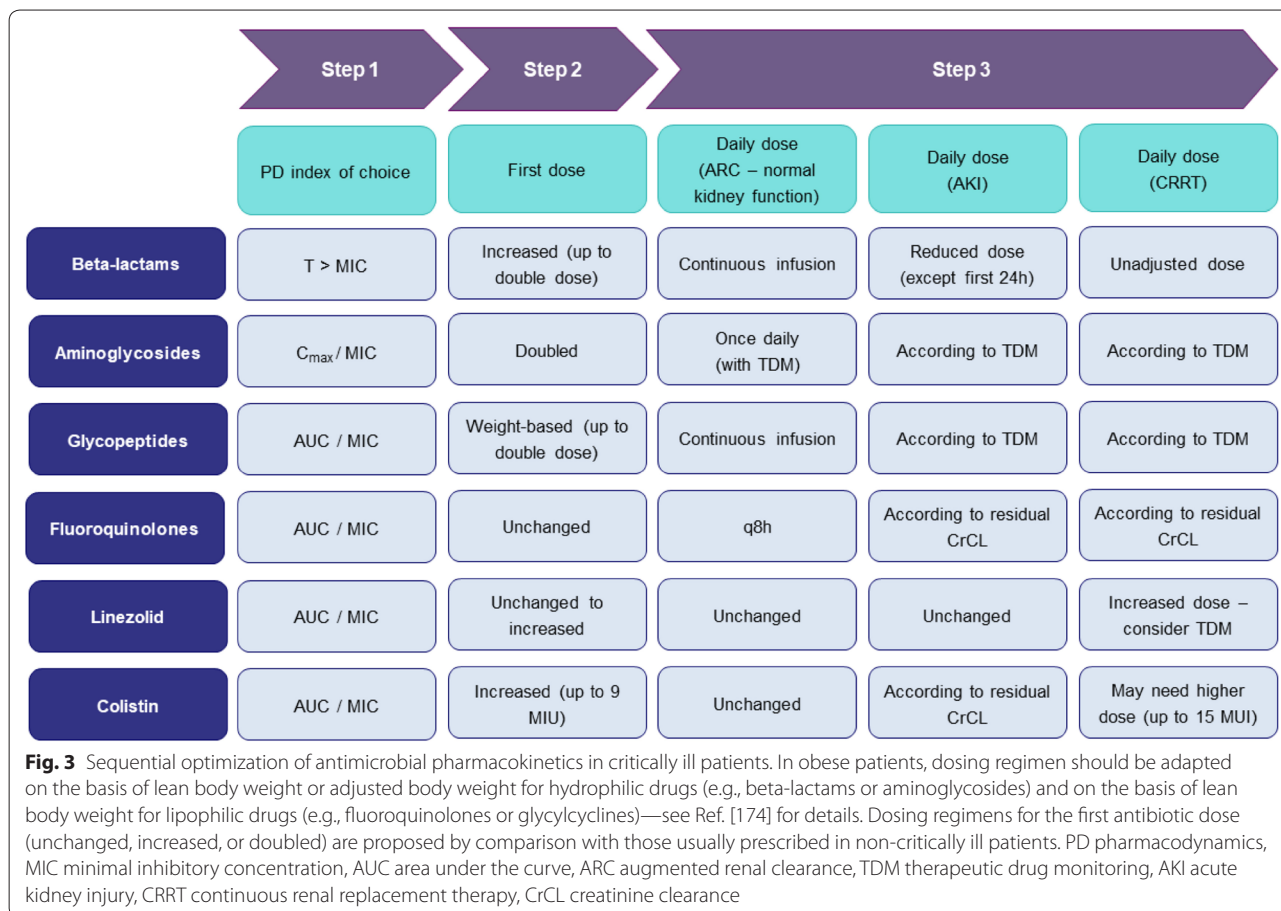 Step 1
Step 2
Step 3
PD index of choice
First dose
Daily dose
(ARC – normal
kidney function)
Daily dose
(AKI)
Daily dose
(CRRT)
Beta-lactams
T > MIC
Increased (up to
double dose)
Continuous infusion
Reduced dose
(except first 24h)
Unadjusted dose
Aminoglycosides
Cmax / MIC
Doubled
Once daily
(with TDM)
According to TDM
According to TDM
Glycopeptides
AUC / MIC
Weight-based (up to
double dose)
Continuous infusion
According to TDM
According to TDM
Fluoroquinolones
AUC / MIC
Unchanged
q8h
According to residual
CrCL
According to residual
CrCL
Linezolid
AUC / MIC
Unchanged to
increased
Unchanged
Unchanged
Increased dose –
consider TDM
Colistin
AUC / MIC
Increased (up to 9
MIU)
Unchanged
According to residual
CrCL
May need higher
dose (up to 15 MUI)
Fig. 3 Sequential optimization of antimicrobial pharmacokinetics in critically ill patients. In obese patients, dosing regimen should be adapted
on the basis of lean body weight or adjusted body weight for hydrophilic drugs (e.g., beta-lactams or aminoglycosides) and on the basis of lean
body weight for lipophilic drugs (e.g., fluoroquinolones or glycylcyclines)—see Ref. [174] for details. Dosing regimens for the first antibiotic dose
(unchanged, increased, or doubled) are proposed by comparison with those usually prescribed in non-critically ill patients. PD pharmacodynamics,
MIC minimal inhibitory concentration, AUC area under the curve, ARC augmented renal clearance, TDM therapeutic drug monitoring, AKI acute
kidney injury, CRRT continuous renal replacement therapy, CrCL creatinine clearance